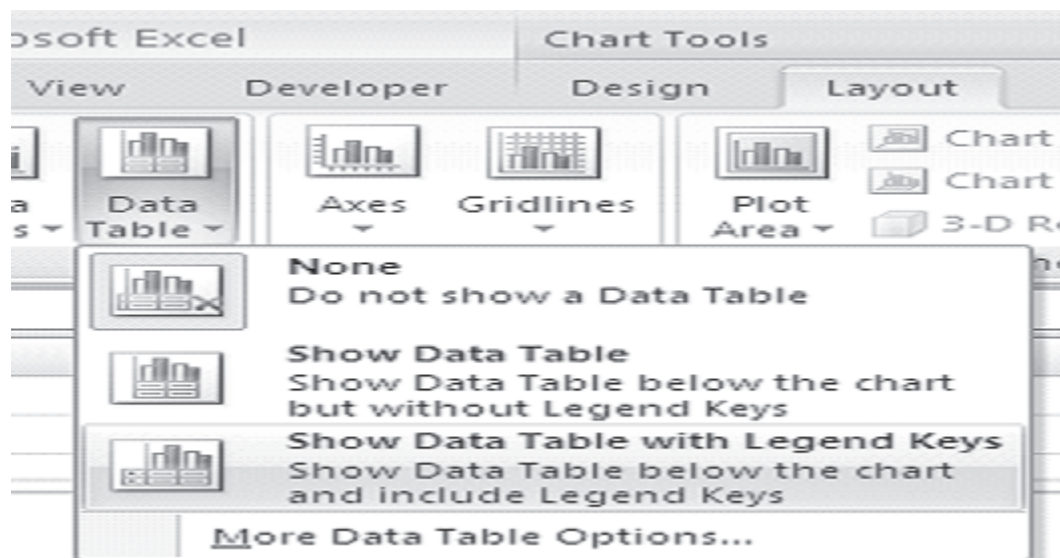 Excel Chart Tools
View Developer Design Layout
Data Table Axes Gridlines Plot Area Chart
Chart
3-D
None
Do not show a Data Table
Show Data Table
Show Data Table below the chart
but without Legend Keys
Show Data Table with Legend Keys
Show Data Table below the chart
and include Legend Keys
More Data Table Options...